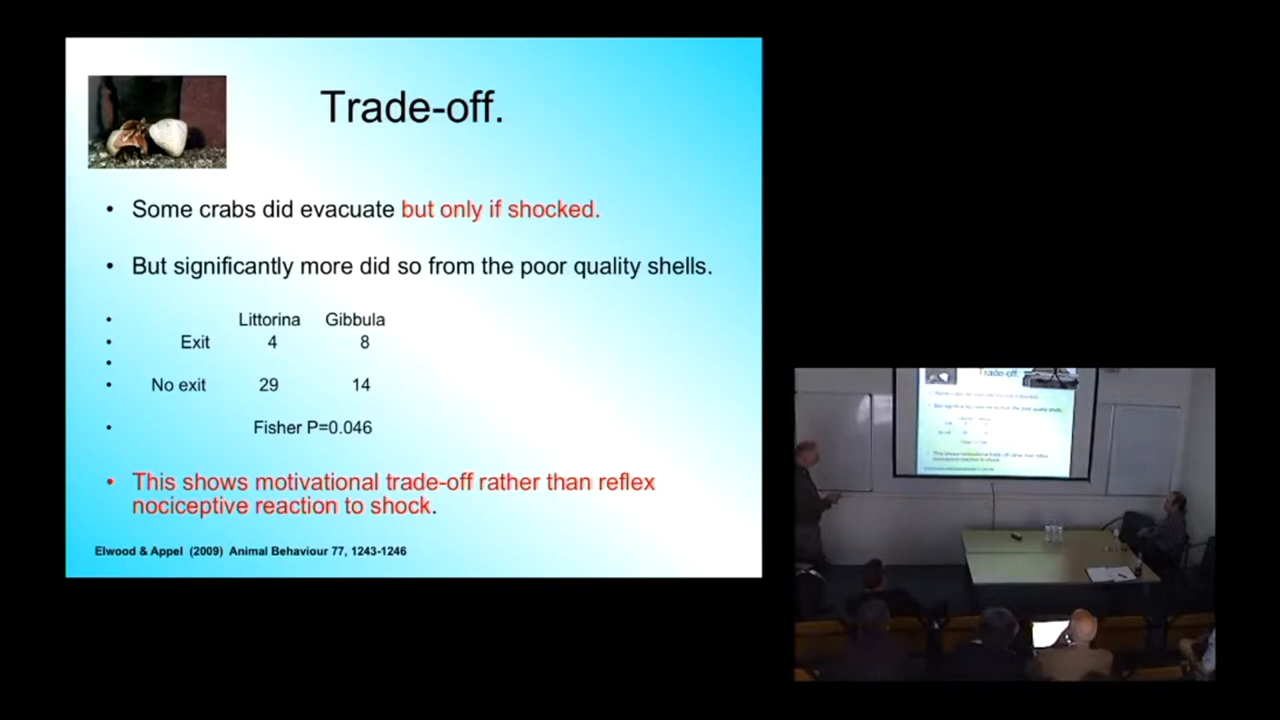 Trade-off.
• Some crabs did evacuate but only if shocked.
• But significantly more did so from the poor quality shells.
• Littorina Gibbula
• Exit 4 8
•
• No exit 29 14
• Fisher P=0.046
• This shows motivational trade-off rather than reflex
nociceptive reaction to shock.
Elwood & Appel (2009) Animal Behaviour 77, 1243-1246
Trade-off.